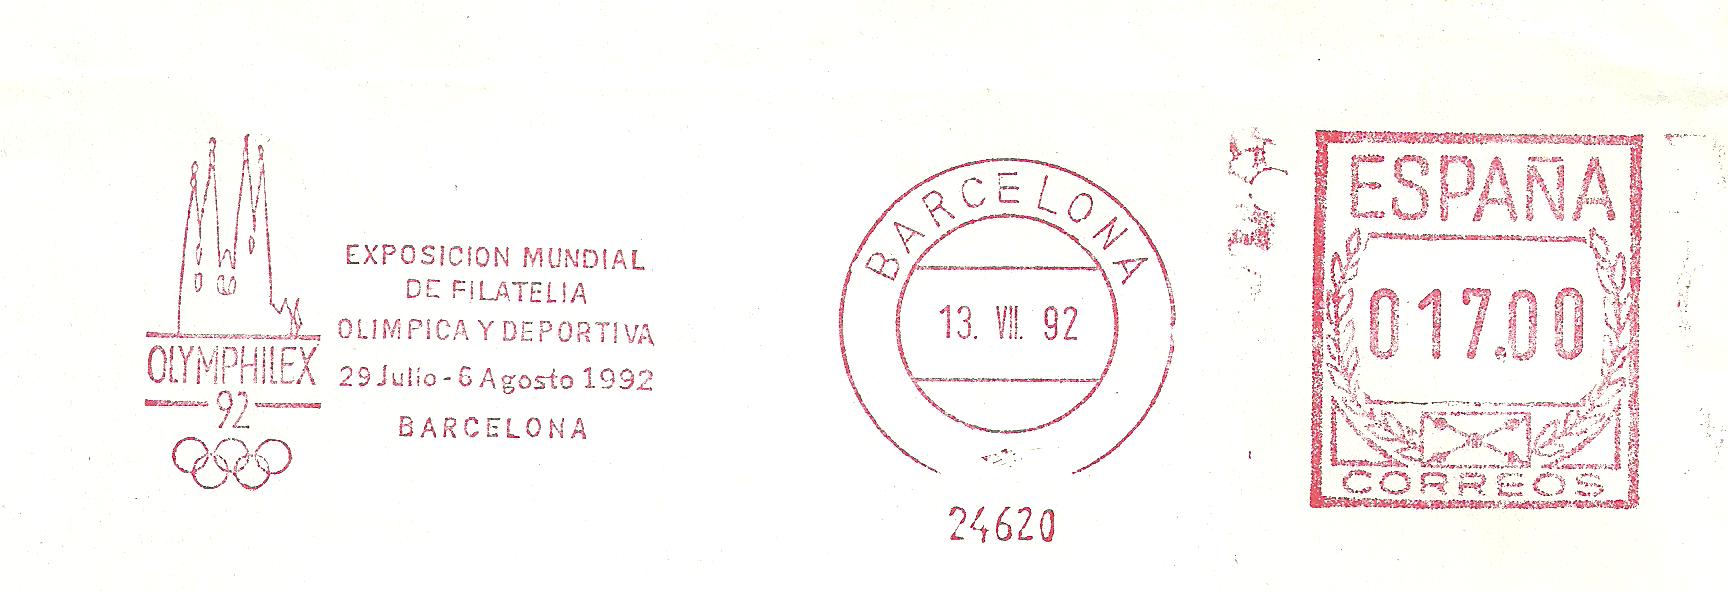 OLYMPHILEX
92
EXPOSICION MUNDIAL
DE FILATELIA
OLIMPICA Y DEPORTIVA
29 Julio - 6 Agosto 1992
BARCELONA
BARCELONA
13. VII. 92
24620
ESPAÑA
017.00
CORREOS